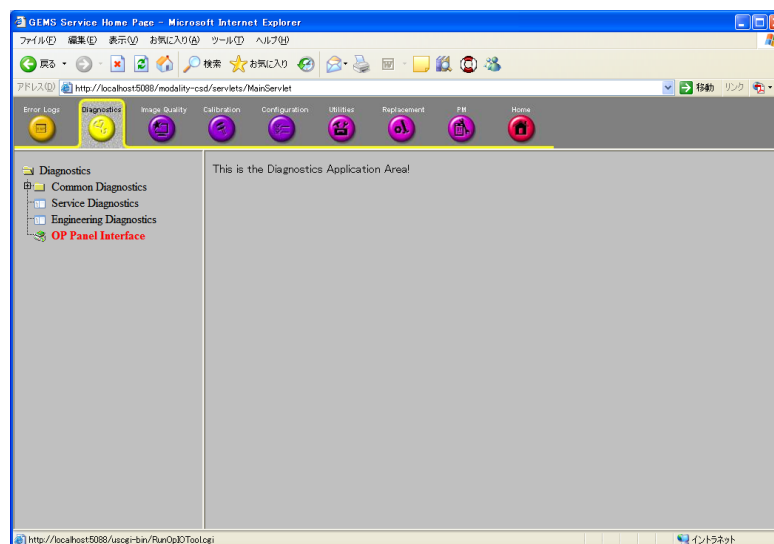 GEMS Service Home Page - Microsoft Internet Explorer
ファイル(F) 編集(E) 表示(V) お気に入り(A) ツール(T) ヘルプ(H)
戻る 検索 お気に入り
アドレス(D) http://localhost:5088/modality-csd/servlets/MainServlet 移動 リンク
Error Logs Diagnostics Image Quality Calibration Configuration Utilities Replacement PM Home
Diagnostics
Common Diagnostics
Service Diagnostics
Engineering Diagnostics
OP Panel Interface
This is the Diagnostics Application Area!
http://localhost:5088/uscgi-bin/RunOpIOTool.cgi イントラネット